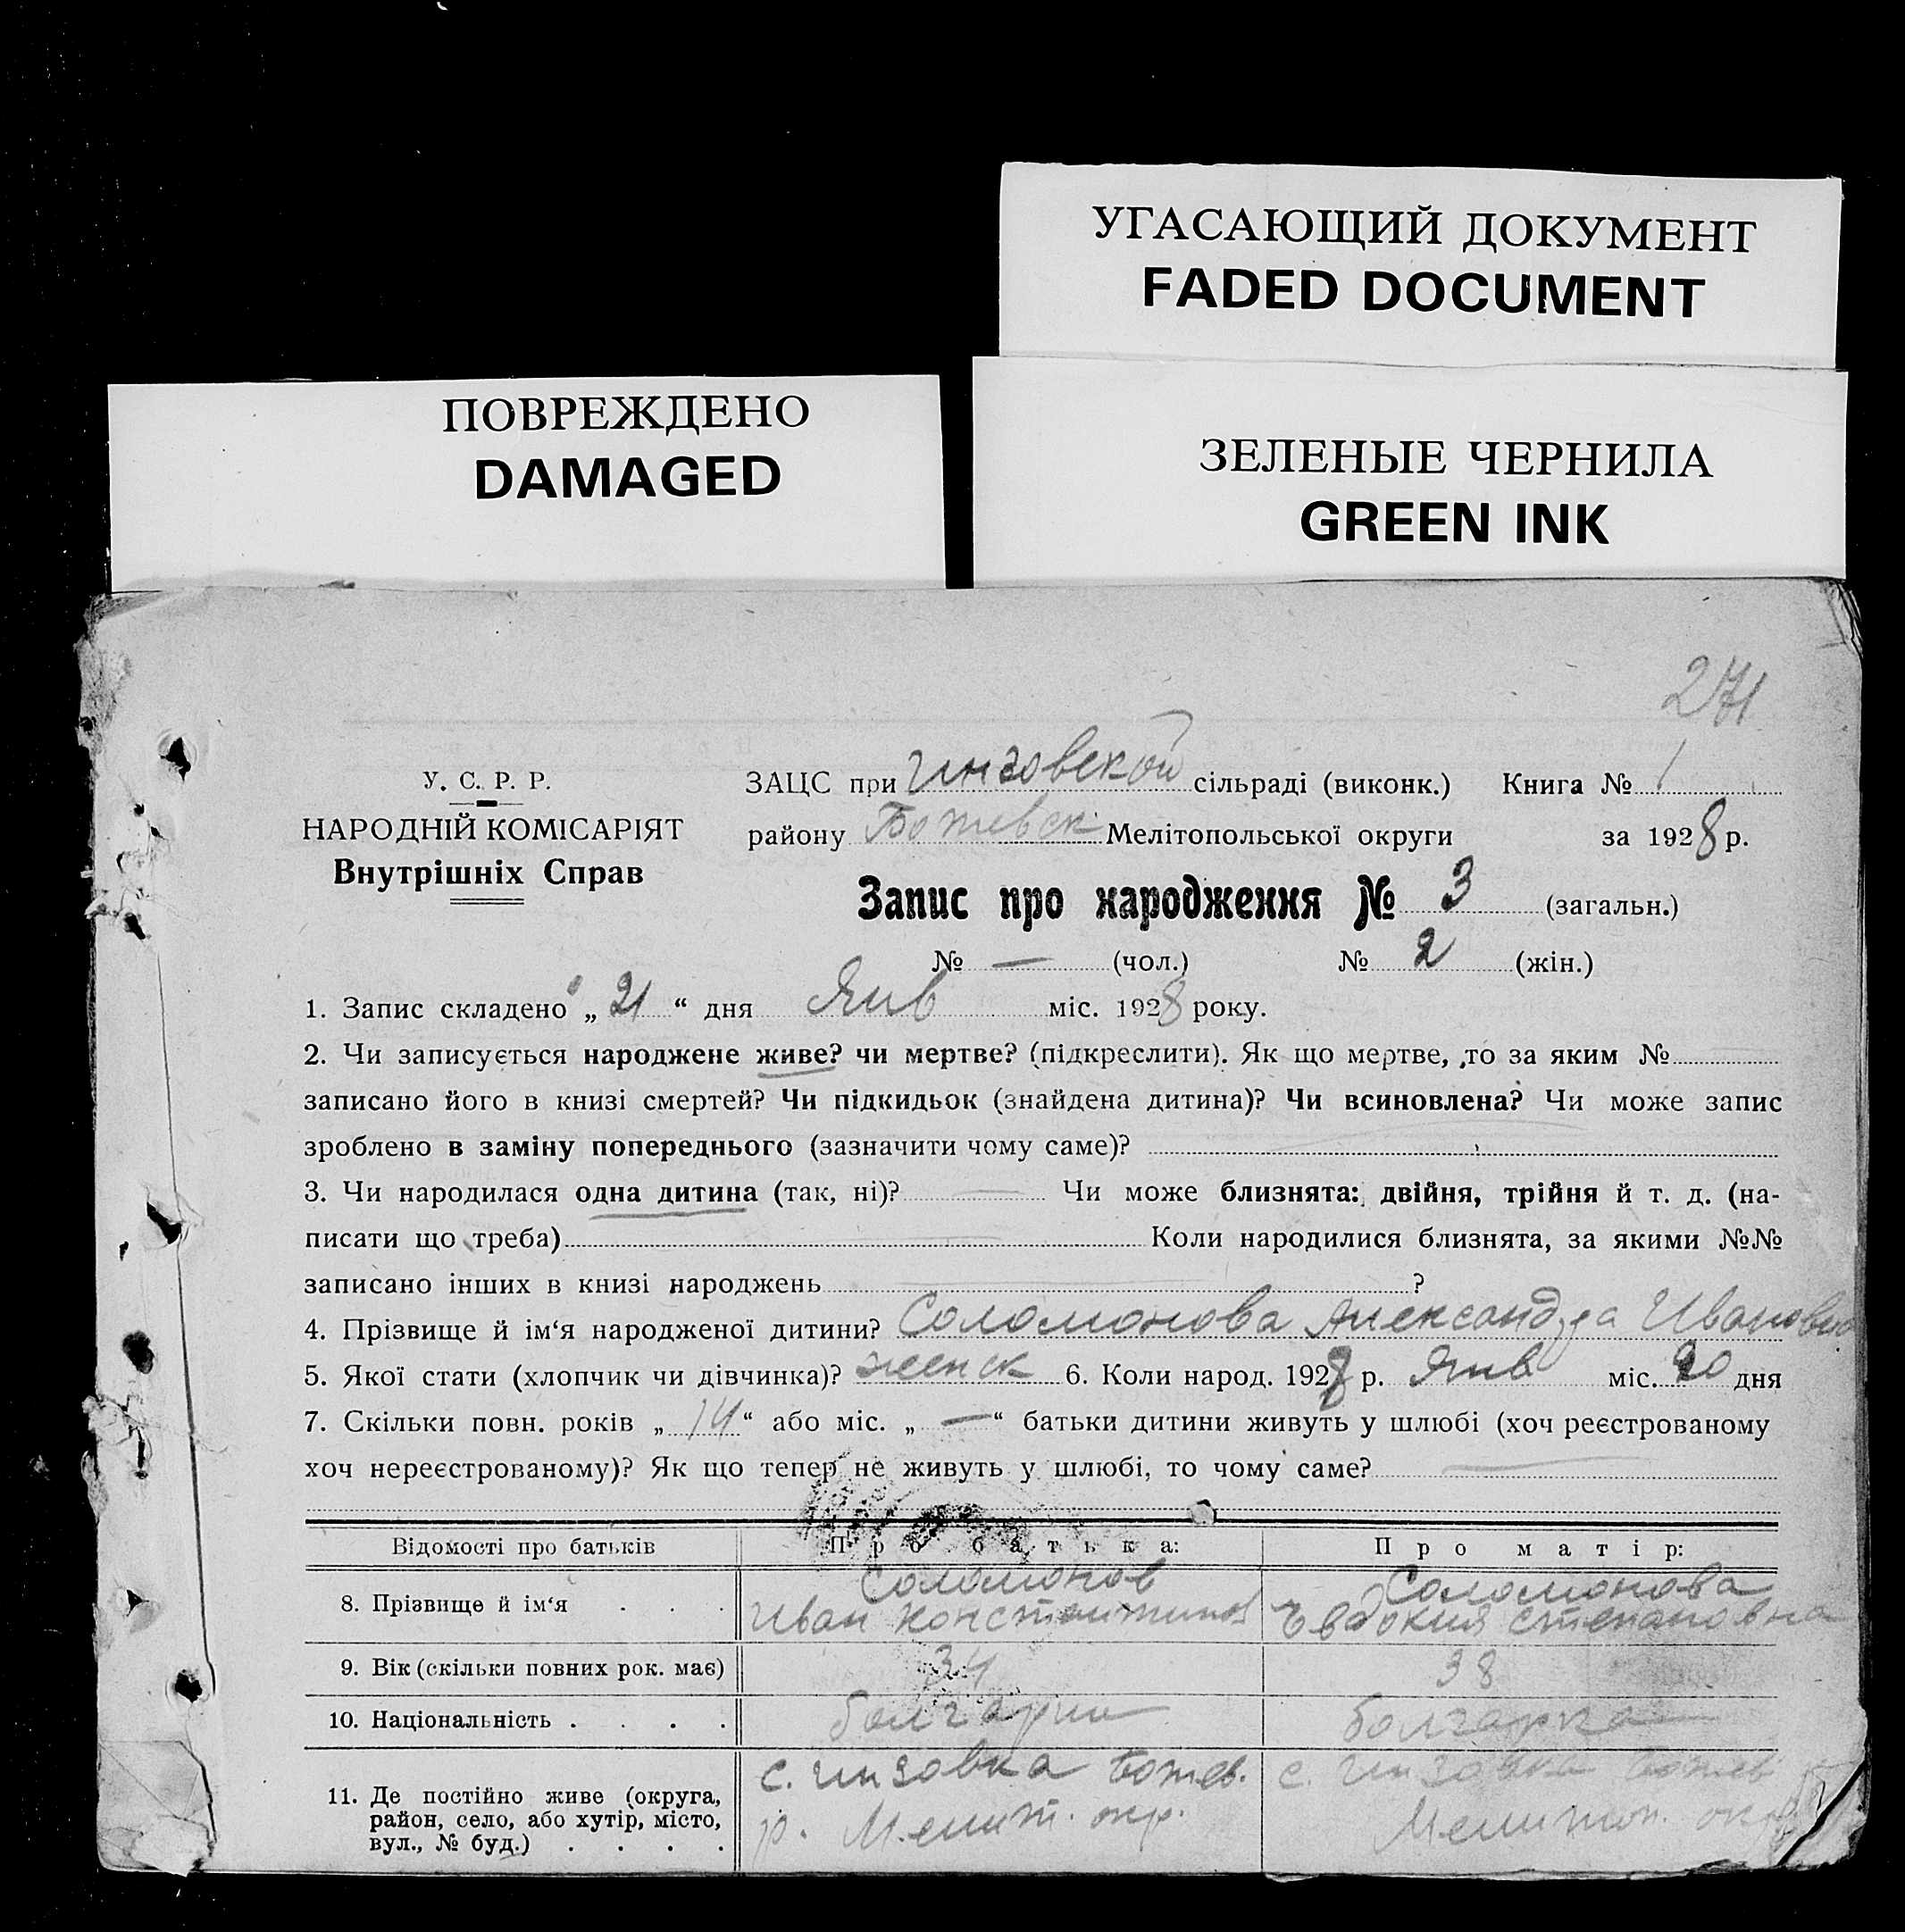 УГАСАЮЩИЙ ДОКУМЕНТ
FADED DOCUMENT
ПОВРЕЖДЕНО
DAMAGED
ЗЕЛЕНЫЕ ЧЕРНИЛА
GREEN INK
271
У. С. Р. Р.
НАРОДНІЙ КОМІСАРІЯТ
Внутрішніх Справ
ЗАЦС при сільраді (виконк.) Книга № 1
району Ботевск. Мелітопольської округи за 1928 р.
Запис про народження № 3 (загальн.)
№ — (чол.) № 2 (жін.)
1. Запис складено „ 21 “ дня Янв міс. 1928 року.
2. Чи записується народжене живе? чи мертве? (підкреслити). Як що мертве, то за яким №
записано його в книзі смертей? Чи підкидьок (знайдена дитина)? Чи всиновлена? Чи може запис
зроблено в заміну попереднього (зазначити чому саме)?
3. Чи народилася одна дитина (так, ні)? — Чи може близнята: двійня, трійня й т. д. (на-
писати що треба) Коли народилися близнята, за якими №№
записано інших в книзі народжень ?
4. Прізвище й ім‘я народженої дитини? Соломонова Александра Ивановна
5. Якої стати (хлопчик чи дівчинка)? женск 6. Коли народ. 1928 р. Янв міс. 20 дня
7. Скільки повн. років „ 14 “ або міс. „ — “ батьки дитини живуть у шлюбі (хоч реєстрованому
хоч нереєстрованому)? Як що тепер не живуть у шлюбі, то чому саме?
Відомості про батьків Про батька: Про матір:
8. Прізвище й ім‘я . . . Соломонов Иван Константинов Соломонова Евдокия Степановна
9. Вік (скільки повних рок. має) 34 38
10. Національність . . . . болгарин болгарка
11. Де постійно живе (округа,
район, село, або хутір, місто,
вул., № буд.) . . . .
с. Ботев.
р. Мелит. окр.
с. Ботев
Мелитоп. окр